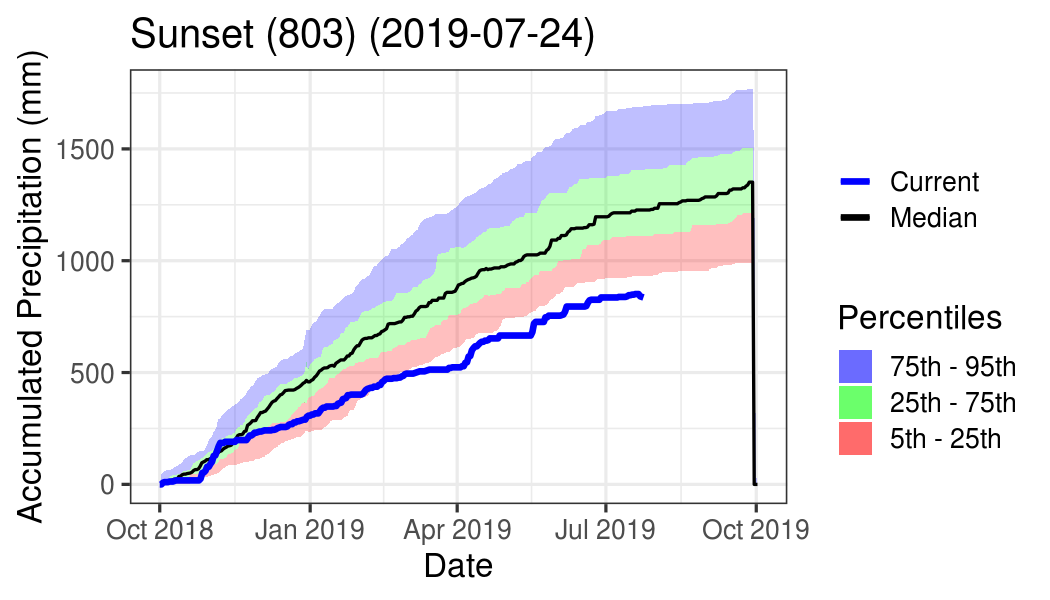 Sunset (803) (2019-07-24)
Accumulated Precipitation (mm)
1500
1000
500
0
Oct 2018
Jan 2019
Apr 2019
Jul 2019
Oct 2019
Date
Current
Median
Percentiles
75th - 95th
25th - 75th
5th - 25th